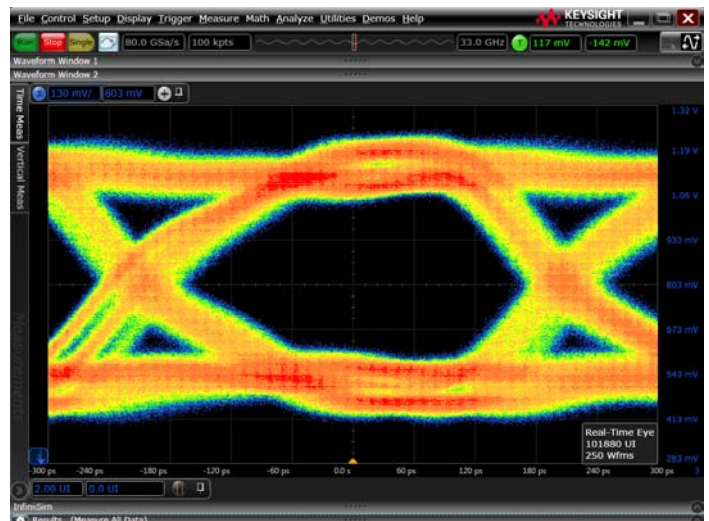 File Control Setup Display Trigger Measure Math Analyze Utilities Demos Help
KEYSIGHT
TECHNOLOGIES
Run Stop Single 80.0 GSa/s 100 kpts 33.0 GHz T 117 mV -142 mV
Waveform Window 1
Waveform Window 2
3 130 mV/ 803 mV
Time Meas
Vertical Meas
Measurements
1.32 V
1.19 V
1.06 V
933 mV
803 mV
673 mV
543 mV
413 mV
283 mV
Real-Time Eye
101880 UI
250 Wfms
-300 ps -240 ps -180 ps -120 ps -60 ps 0.0 s 60 ps 120 ps 180 ps 240 ps 300 ps 3
2.00 UI 0.0 UI
InfiniiSim
Results (Measure All Data)